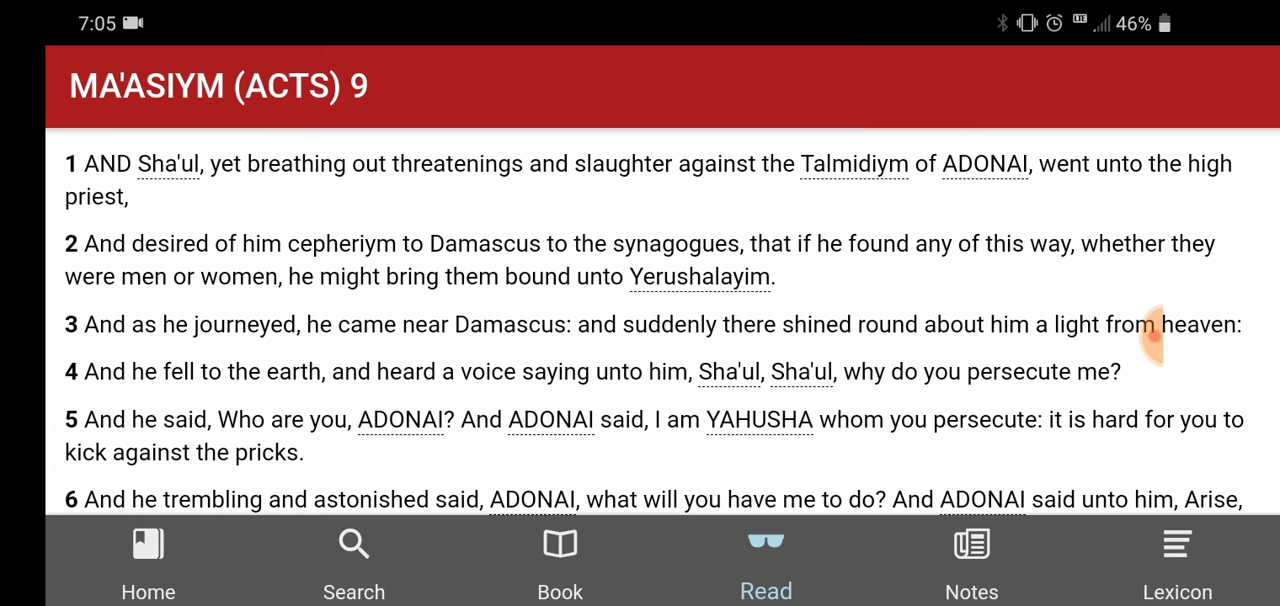 7:05 46%
MA'ASIYM (ACTS) 9
1 AND Sha'ul, yet breathing out threatenings and slaughter against the Talmidiym of ADONAI, went unto the high
priest,
2 And desired of him cepheriym to Damascus to the synagogues, that if he found any of this way, whether they
were men or women, he might bring them bound unto Yerushalayim.
3 And as he journeyed, he came near Damascus: and suddenly there shined round about him a light from heaven:
4 And he fell to the earth, and heard a voice saying unto him, Sha'ul, Sha'ul, why do you persecute me?
5 And he said, Who are you, ADONAI? And ADONAI said, I am YAHUSHA whom you persecute: it is hard for you to
kick against the pricks.
6 And he trembling and astonished said, ADONAI, what will you have me to do? And ADONAI said unto him, Arise,
Home Search Book Read Notes Lexicon